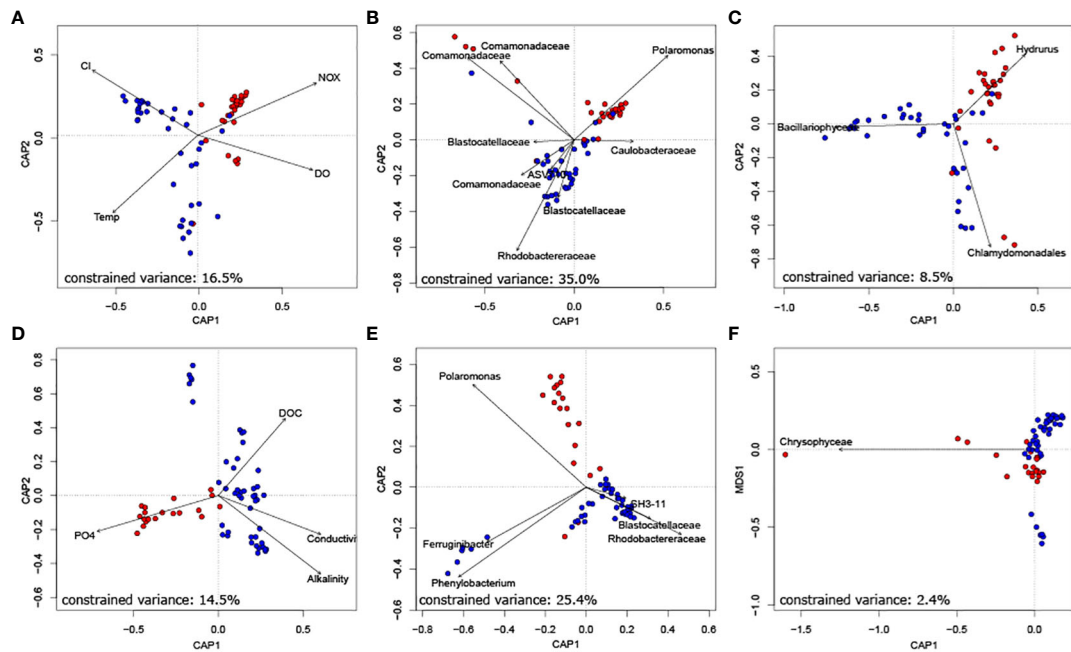 A
0.5
0.0
−0.5
CAP2
Cl
NOX
DO
Temp
constrained variance: 16.5%
−0.5
0.0
0.5
CAP1
B
0.6
0.4
0.2
0.0
−0.2
−0.4
−0.6
−0.8
CAP2
Comamonadaceae
Comamonadaceae
Polaromonas
Blastocatellaceae
Caulobacteraceae
Comamonadaceae
Blastocatellaceae
Rhodobactereraceae
constrained variance: 35.0%
−0.5
0.0
0.5
CAP1
C
0.4
0.2
0.0
−0.2
−0.4
−0.6
−0.8
CAP2
Hydrurus
Bacillariophyceae
Chlamydomonadales
constrained variance: 8.5%
−1.0
−0.5
0.0
0.5
CAP1
D
0.8
0.6
0.4
0.2
0.0
−0.2
−0.4
−0.6
CAP2
DOC
PO4
Conductivit
Alkalinity
constrained variance: 14.5%
−0.5
0.0
0.5
CAP1
E
0.6
0.4
0.2
0.0
−0.2
−0.4
−0.6
CAP2
Polaromonas
SH3-11
Blastocatellaceae
Rhodobactereraceae
Ferruginibacter
Phenylobacterium
constrained variance: 25.4%
−0.8
−0.6
−0.4
−0.2
0.0
0.2
0.4
0.6
CAP1
F
0.5
0.0
−0.5
−1.0
MDS1
Chrysophyceae
constrained variance: 2.4%
−1.5
−1.0
−0.5
0.0
CAP1